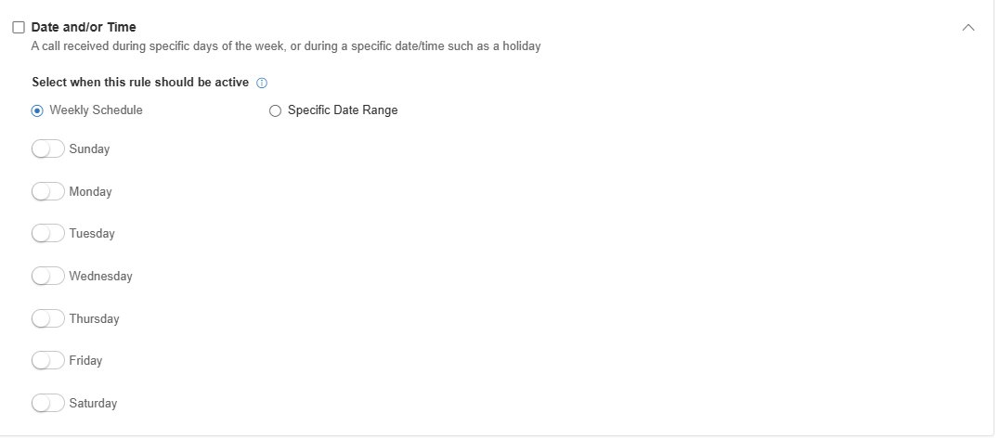 Date and/or Time
A call received during specific days of the week, or during a specific date/time such as a holiday
Select when this rule should be active
Weekly Schedule Specific Date Range
Sunday
Monday
Tuesday
Wednesday
Thursday
Friday
Saturday